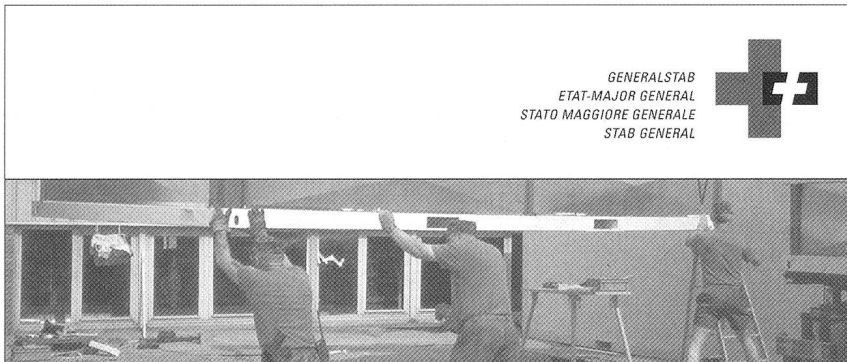 GENERALSTAB
ETAT-MAJOR GENERAL
STATO MAGGIORE GENERALE
STAB GENERAL